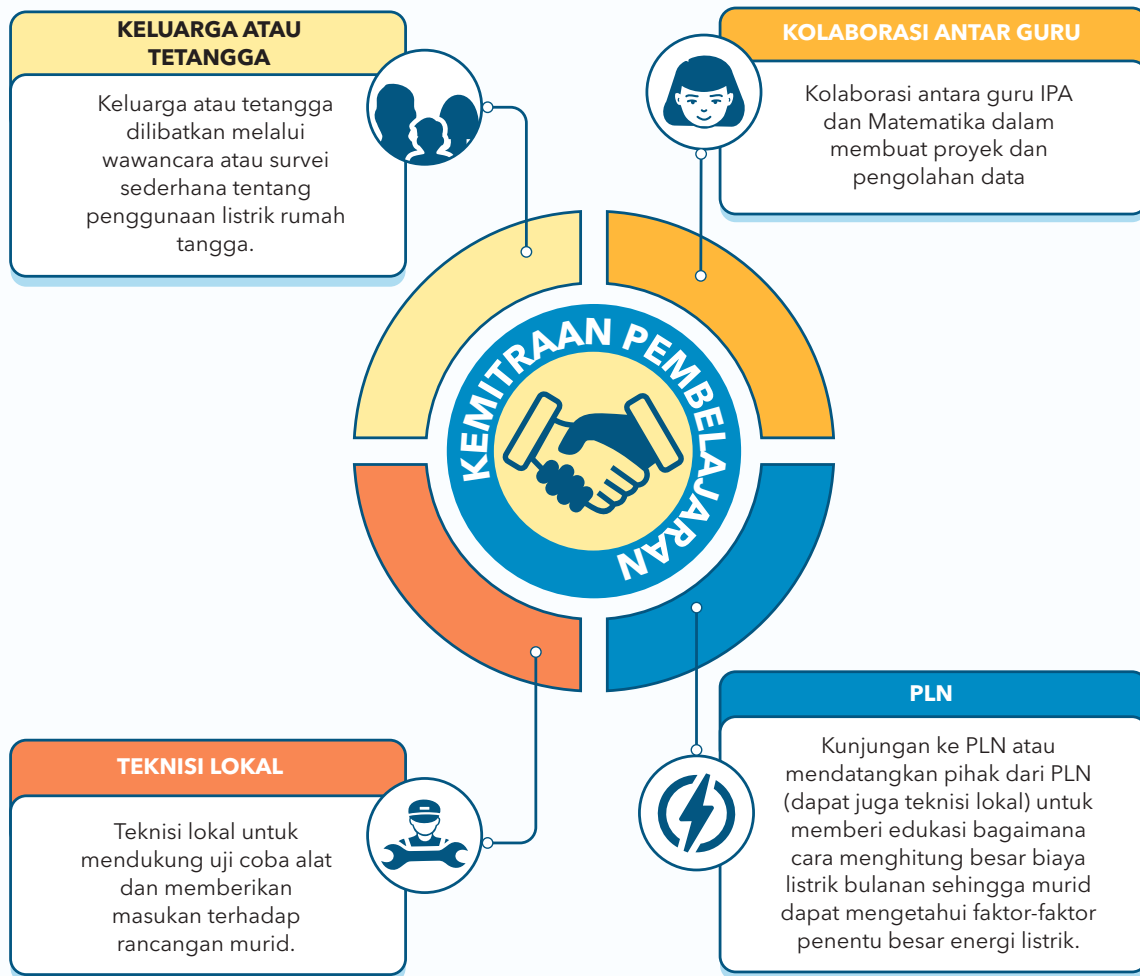 KELUARGA ATAU
TETANGGA
Keluarga atau tetangga
dilibatkan melalui
wawancara atau survei
sederhana tentang
penggunaan listrik rumah
tangga.
KOLABORASI ANTAR GURU
Kolaborasi antara guru IPA
dan Matematika dalam
membuat proyek dan
pengolahan data
KEMITRAAN PEMBELAJARAN
TEKNISI LOKAL
Teknisi lokal untuk
mendukung uji coba alat
dan memberikan
masukan terhadap
rancangan murid.
PLN
Kunjungan ke PLN atau
mendatangkan pihak dari PLN
(dapat juga teknisi lokal) untuk
memberi edukasi bagaimana
cara menghitung besar biaya
listrik bulanan sehingga murid
dapat mengetahui faktor-faktor
penentu besar energi listrik.